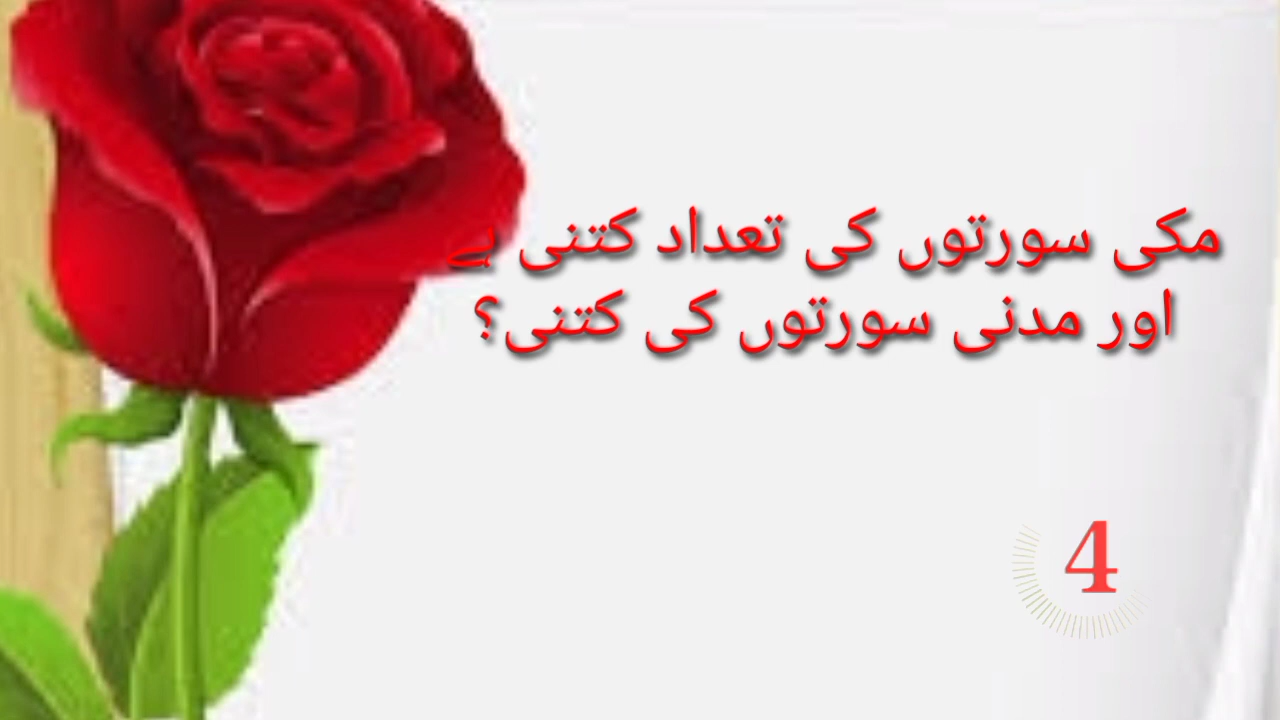 مکی سورتوں کی تعداد کتنی ہے
اور مدنی سورتوں کی کتنی؟
4